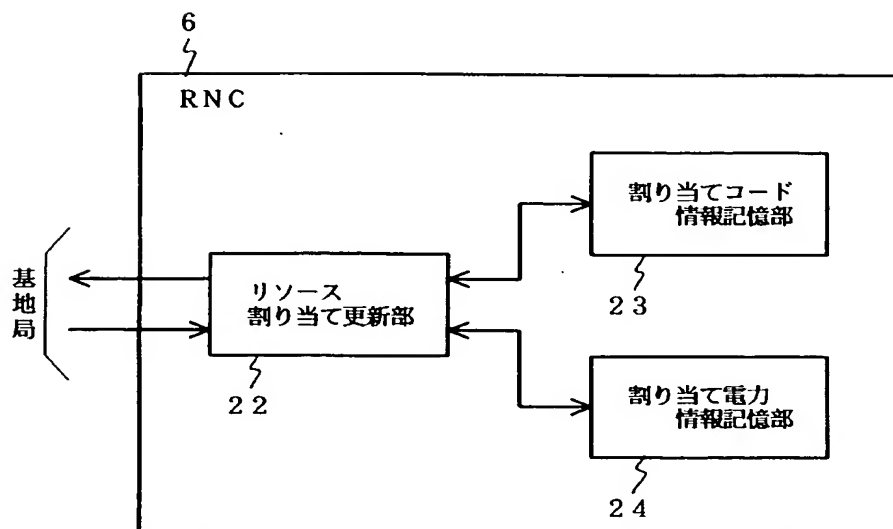 6
RNC
割り当てコード
情報記憶部
23
基地局
リソース
割り当て更新部
22
割り当て電力
情報記憶部
24